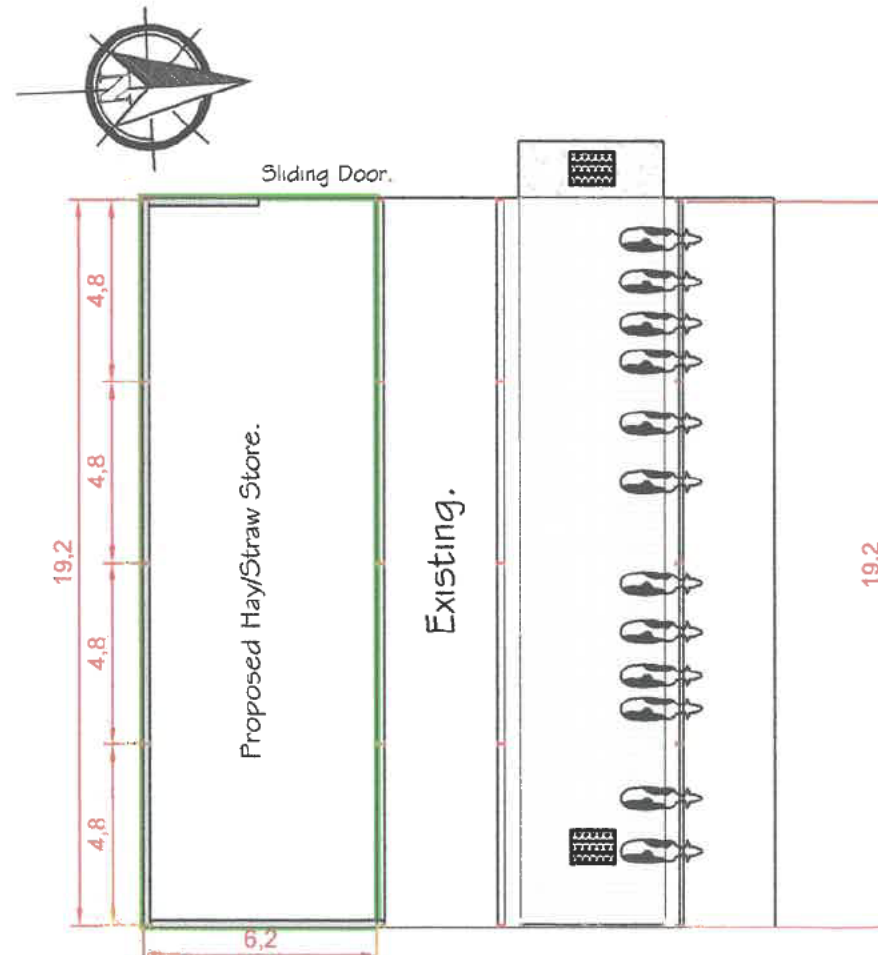 N
Sliding Door.
4,8
4,8
4,8
4,8
19,2
Proposed Hay/Straw Store.
Existing.
19,2
6,2